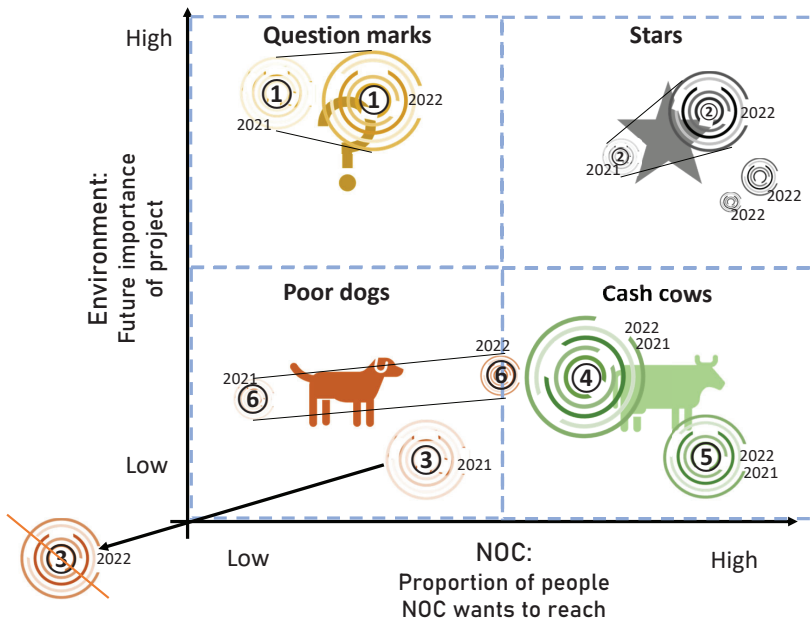 High
Question marks
Stars
1
1
2022
2021
2
2022
2
2021
2022
2022
Environment:
Future importance
of project
Poor dogs
Cash cows
2022
2021
2022
2021
6
6
4
3
2021
5
2022
2021
Low
3
2022
Low
NOC:
High
Proportion of people
NOC wants to reach